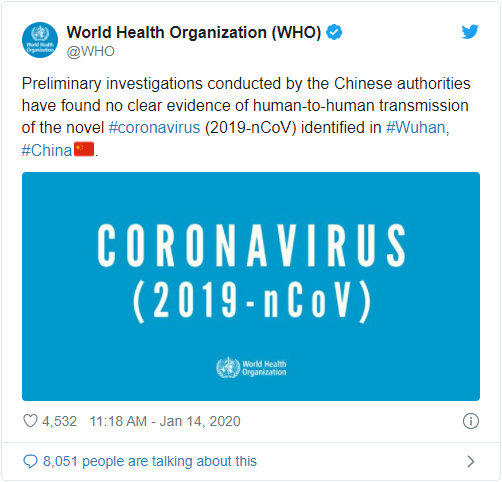 World Health Organization (WHO)
@WHO
Preliminary investigations conducted by the Chinese authorities
have found no clear evidence of human-to-human transmission
of the novel #coronavirus (2019-nCoV) identified in #Wuhan,
#China🇨🇳.
CORONAVIRUS
(2019-nCoV)
World Health
Organization
4,532 11:18 AM - Jan 14, 2020
8,051 people are talking about this